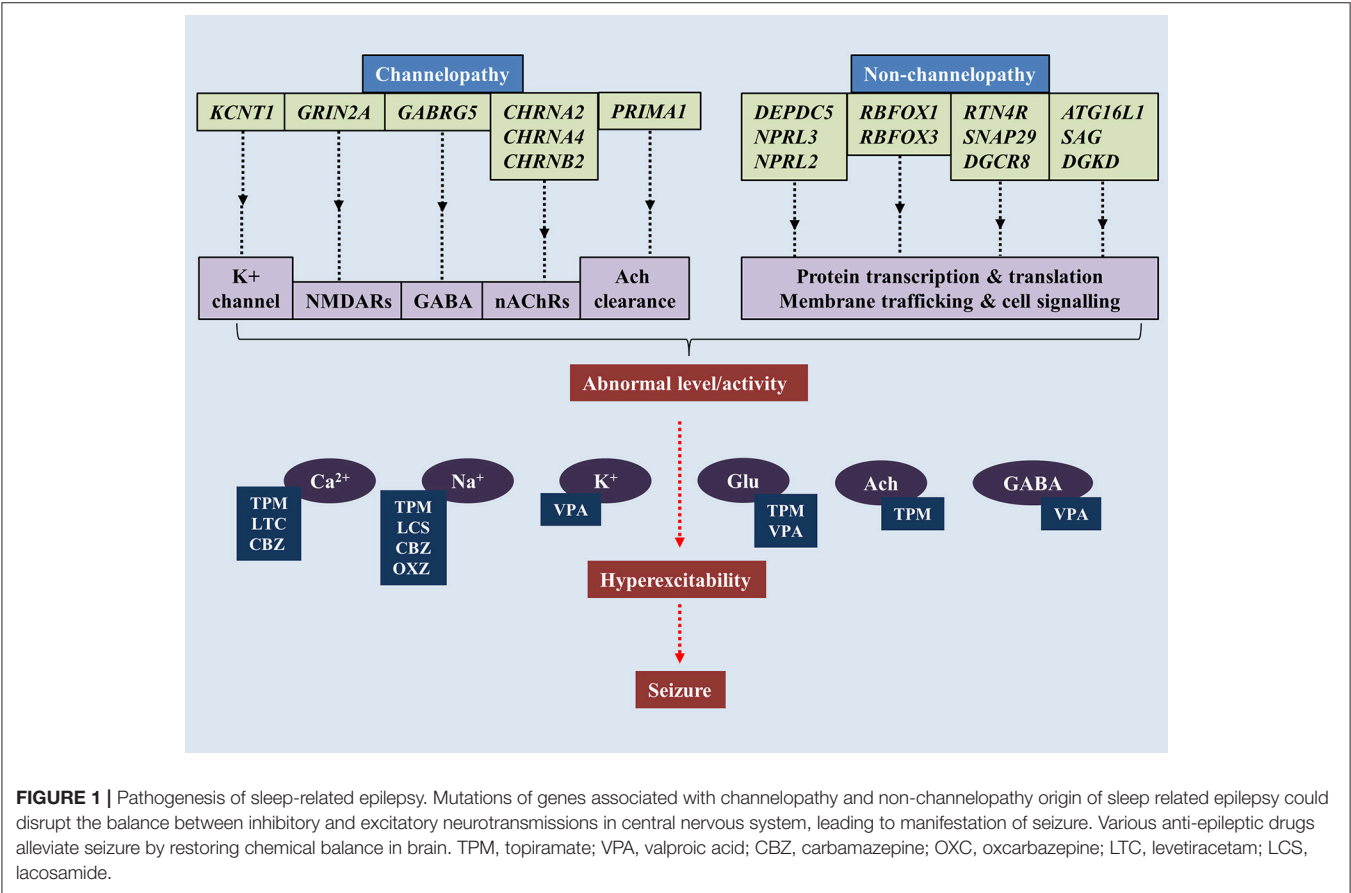 Channelopathy
Non-channelopathy
KCNT1
GRIN2A
GABRG5
CHRNA2
CHRNA4
CHRNB2
PRIMA1
DEPDC5
NPRL3
NPRL2
RBFOX1
RBFOX3
RTN4R
SNAP29
DGCR8
ATG16L1
SAG
DGKD
K+
channel
NMDARs
GABA
nAChRs
Ach
clearance
Protein transcription & translation
Membrane trafficking & cell signalling
Abnormal level/activity
Ca²⁺
TPM
LTC
CBZ
Na⁺
TPM
LCS
CBZ
OXZ
K⁺
VPA
Glu
TPM
VPA
Ach
TPM
GABA
VPA
Hyperexcitability
Seizure
FIGURE 1 | Pathogenesis of sleep-related epilepsy. Mutations of genes associated with channelopathy and non-channelopathy origin of sleep related epilepsy could
disrupt the balance between inhibitory and excitatory neurotransmissions in central nervous system, leading to manifestation of seizure. Various anti-epileptic drugs
alleviate seizure by restoring chemical balance in brain. TPM, topiramate; VPA, valproic acid; CBZ, carbamazepine; OXC, oxcarbazepine; LTC, levetiracetam; LCS,
lacosamide.